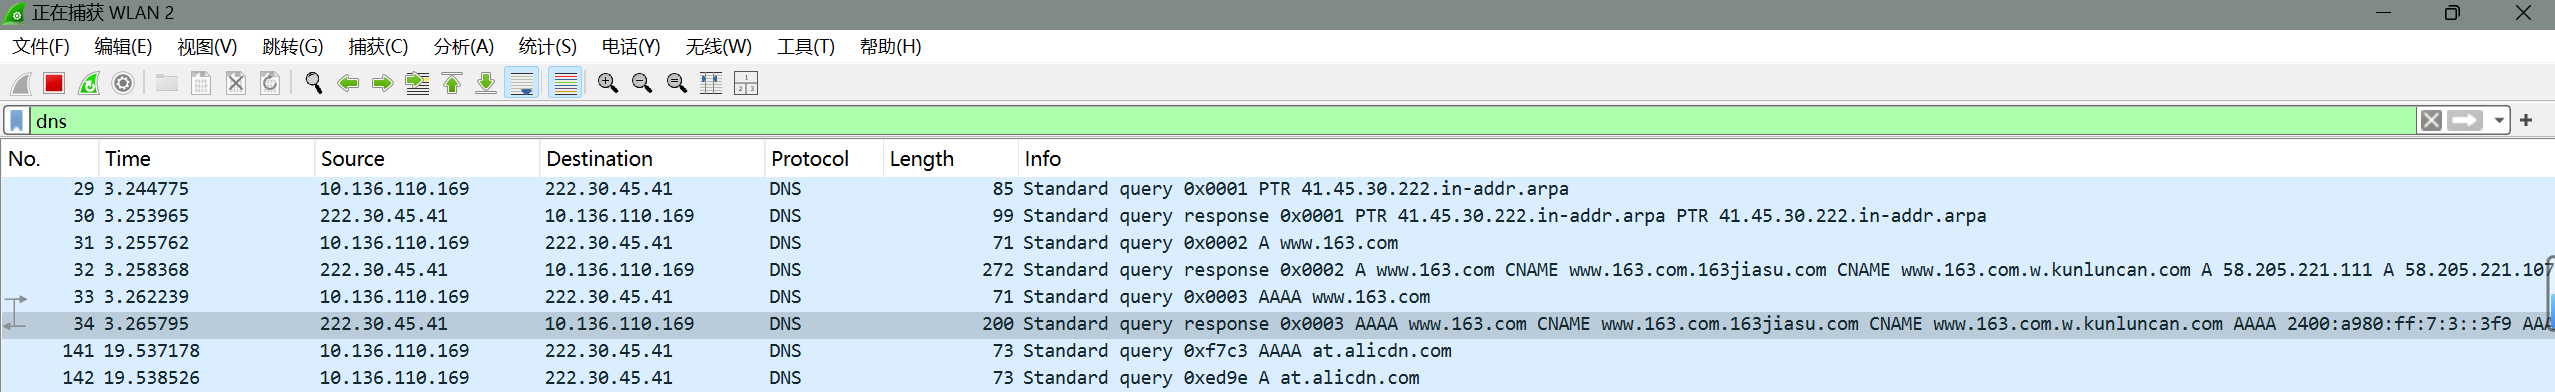 正在捕获 WLAN 2
文件(F) 编辑(E) 视图(V) 跳转(G) 捕获(C) 分析(A) 统计(S) 电话(Y) 无线(W) 工具(T) 帮助(H)
dns
No. Time Source Destination Protocol Length Info
29 3.244775 10.136.110.169 222.30.45.41 DNS 85 Standard query 0x0001 PTR 41.45.30.222.in-addr.arpa
30 3.253965 222.30.45.41 10.136.110.169 DNS 99 Standard query response 0x0001 PTR 41.45.30.222.in-addr.arpa PTR 41.45.30.222.in-addr.arpa
31 3.255762 10.136.110.169 222.30.45.41 DNS 71 Standard query 0x0002 A www.163.com
32 3.258368 222.30.45.41 10.136.110.169 DNS 272 Standard query response 0x0002 A www.163.com CNAME www.163.com.163jiasu.com CNAME www.163.com.w.kunluncan.com A 58.205.221.111 A 58.205.221.107
33 3.262239 10.136.110.169 222.30.45.41 DNS 71 Standard query 0x0003 AAAA www.163.com
34 3.265795 222.30.45.41 10.136.110.169 DNS 200 Standard query response 0x0003 AAAA www.163.com CNAME www.163.com.163jiasu.com CNAME www.163.com.w.kunluncan.com AAAA 2400:a980:ff:7:3::3f9 AAA
141 19.537178 10.136.110.169 222.30.45.41 DNS 73 Standard query 0xf7c3 AAAA at.alicdn.com
142 19.538526 10.136.110.169 222.30.45.41 DNS 73 Standard query 0xed9e A at.alicdn.com